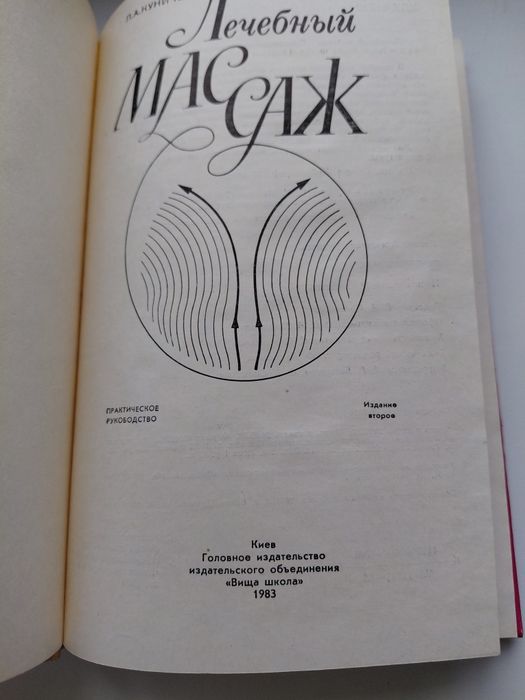 Лечебный
МАССАЖ
ПРАКТИЧЕСКОЕ
РУКОВОДСТВО
Издание
второе
Киев
Головное издательство
издательского объединения
«Вища школа»
1983